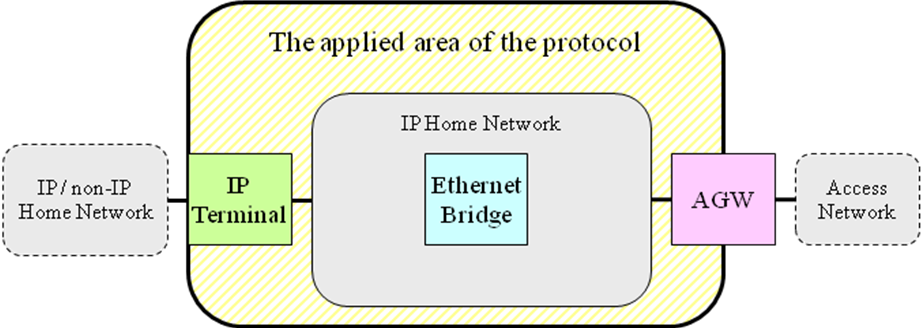 The applied area of the protocol
IP Home Network
IP / non-IP
Home Network
IP
Terminal
Ethernet
Bridge
AGW
Access
Network